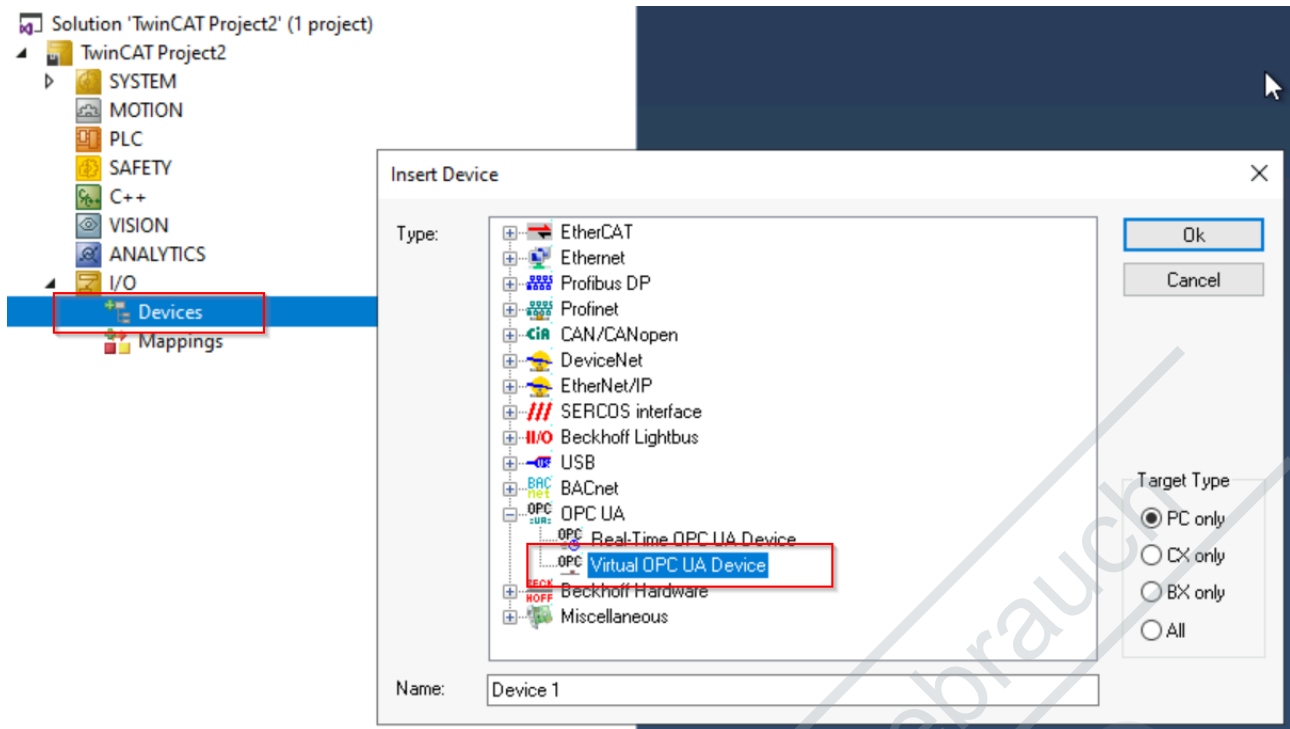 Solution 'TwinCAT Project2' (1 project)
TwinCAT Project2
SYSTEM
MOTION
PLC
SAFETY
C++
VISION
ANALYTICS
I/O
Devices
Mappings
Insert Device
Type:
EtherCAT
Ethernet
Profibus DP
Profinet
CAN/CANopen
DeviceNet
EtherNet/IP
SERCOS interface
Beckhoff Lightbus
USB
BACnet
OPC UA
Real-Time OPC UA Device
Virtual OPC UA Device
Beckhoff Hardware
Miscellaneous
Ok
Cancel
Target Type
PC only
CX only
BX only
All
Name:
Device 1